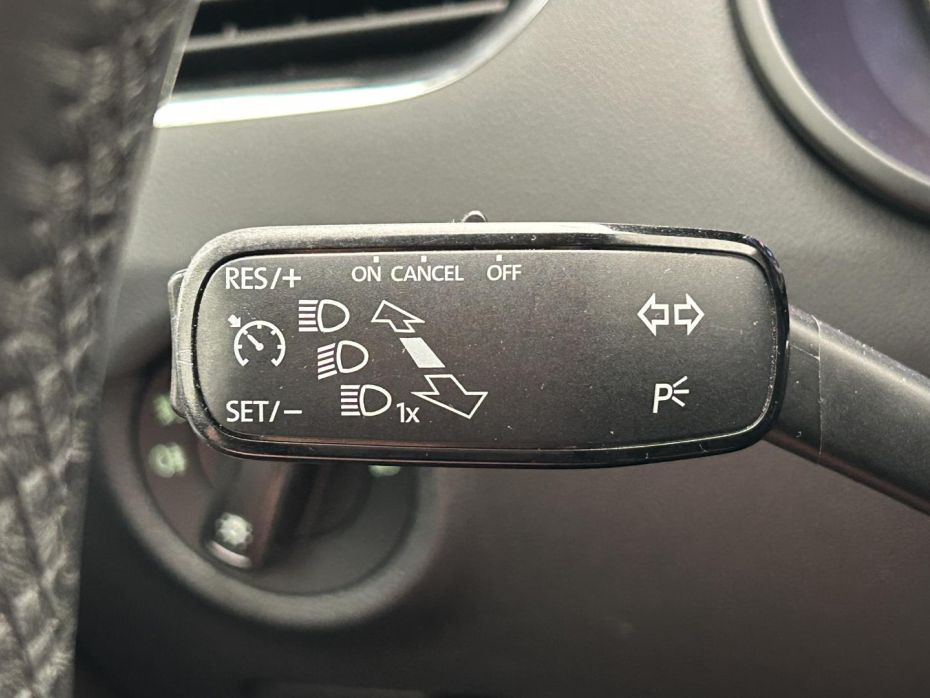 RES/+
ON CANCEL OFF
SET/−
1x
P